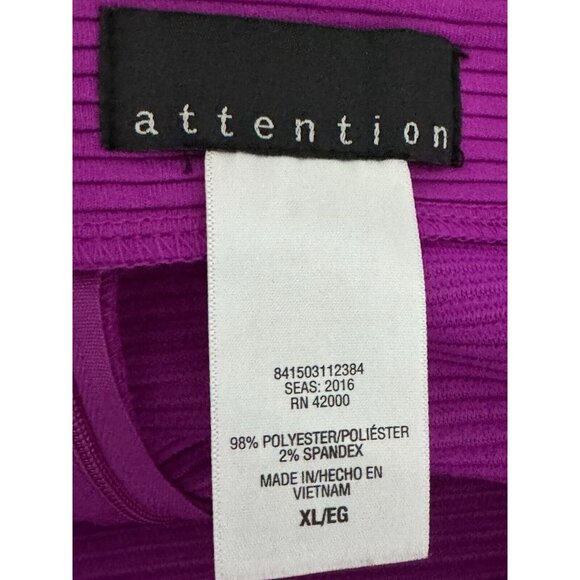 attention
841503112384
SEAS: 2016
RN 42000
98% POLYESTER/POLIÉSTER
2% SPANDEX
MADE IN/HECHO EN
VIETNAM
XL/EG